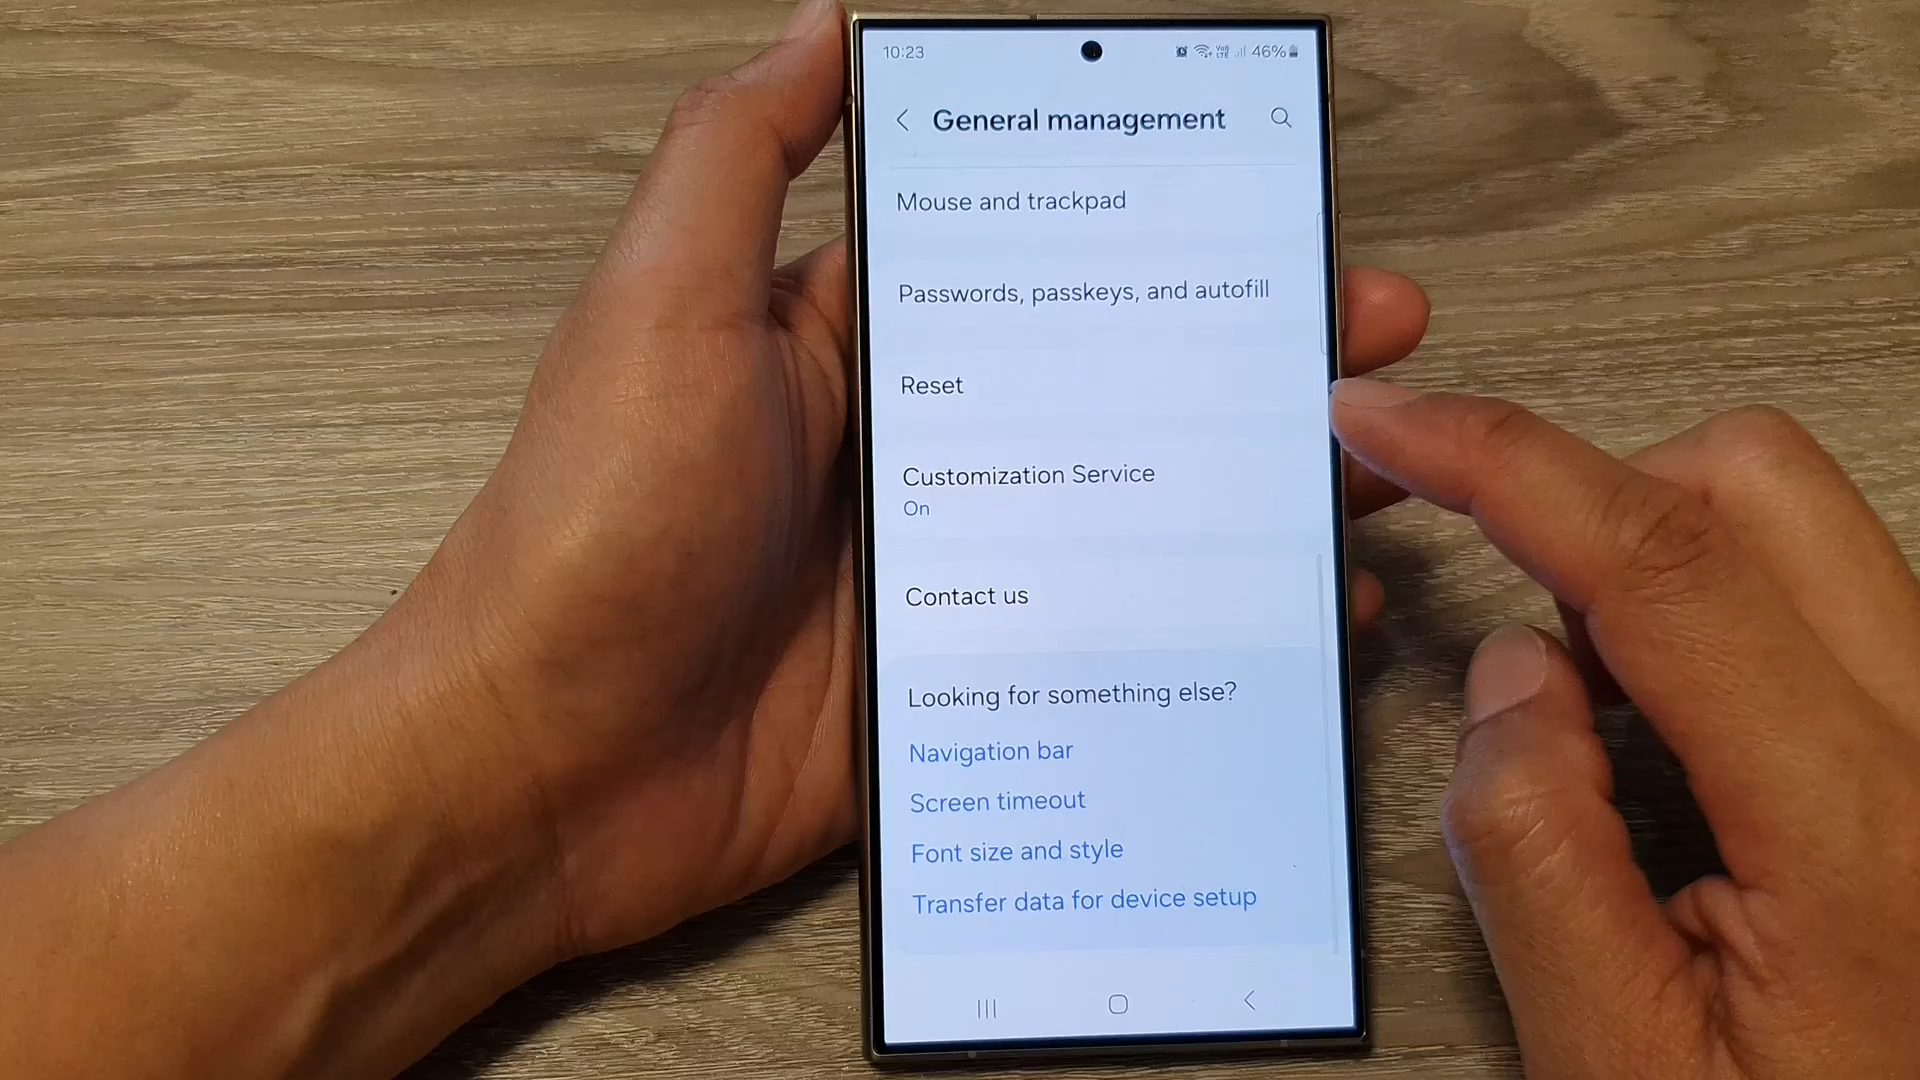 10:23
46%
General management
Mouse and trackpad
Passwords, passkeys, and autofill
Reset
Customization Service
On
Contact us
Looking for something else?
Navigation bar
Screen timeout
Font size and style
Transfer data for device setup